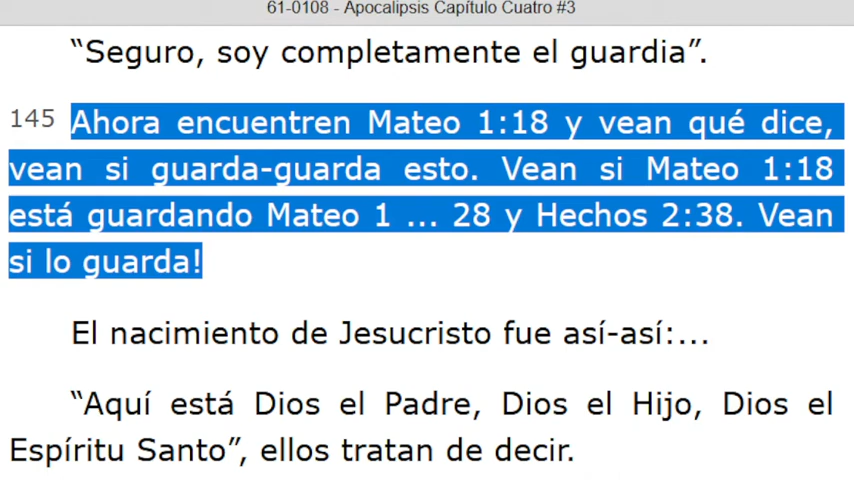 61-0108 - Apocalipsis Capítulo Cuatro #3
“Seguro, soy completamente el guardia”.
145 Ahora encuentren Mateo 1:18 y vean qué dice,
vean si guarda-guarda esto. Vean si Mateo 1:18
está guardando Mateo 1 ... 28 y Hechos 2:38. Vean
si lo guarda!
El nacimiento de Jesucristo fue así-así:...
“Aquí está Dios el Padre, Dios el Hijo, Dios el
Espíritu Santo”, ellos tratan de decir.